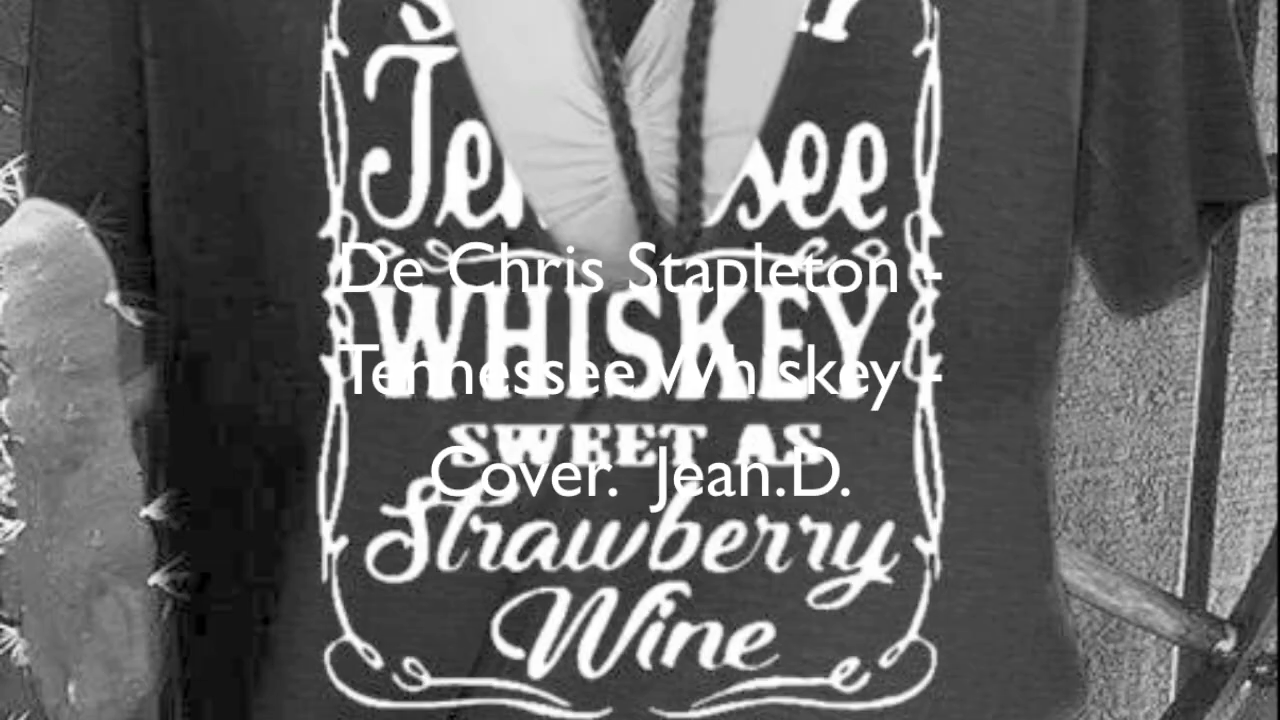 Tennessee
De Chris Stapleton -
WHISKEY
Tennessee Whiskey -
SWEET AS
Cover. Jean.D.
Strawberry
Wine